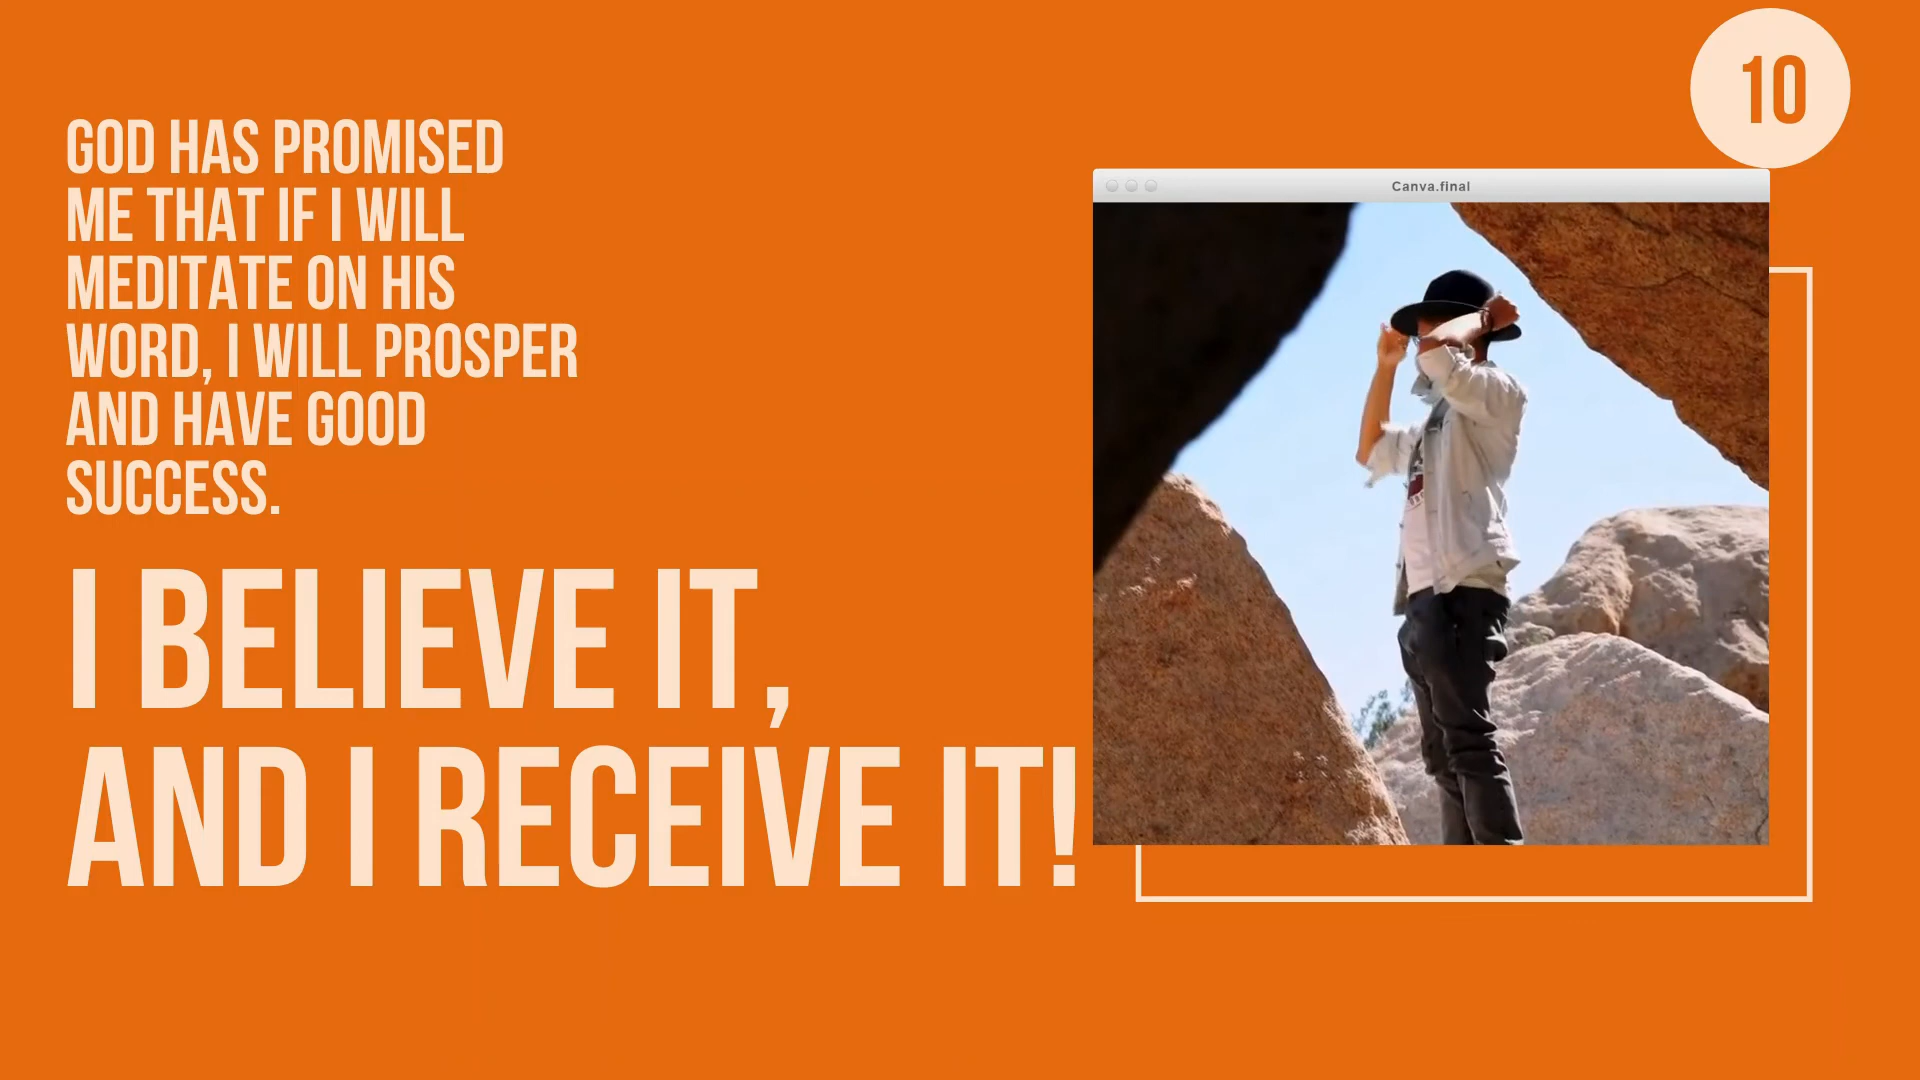 10
GOD HAS PROMISED
ME THAT IF I WILL
MEDITATE ON HIS
WORD, I WILL PROSPER
AND HAVE GOOD
SUCCESS.
I BELIEVE IT,
AND I RECEIVE IT!
Canva.final